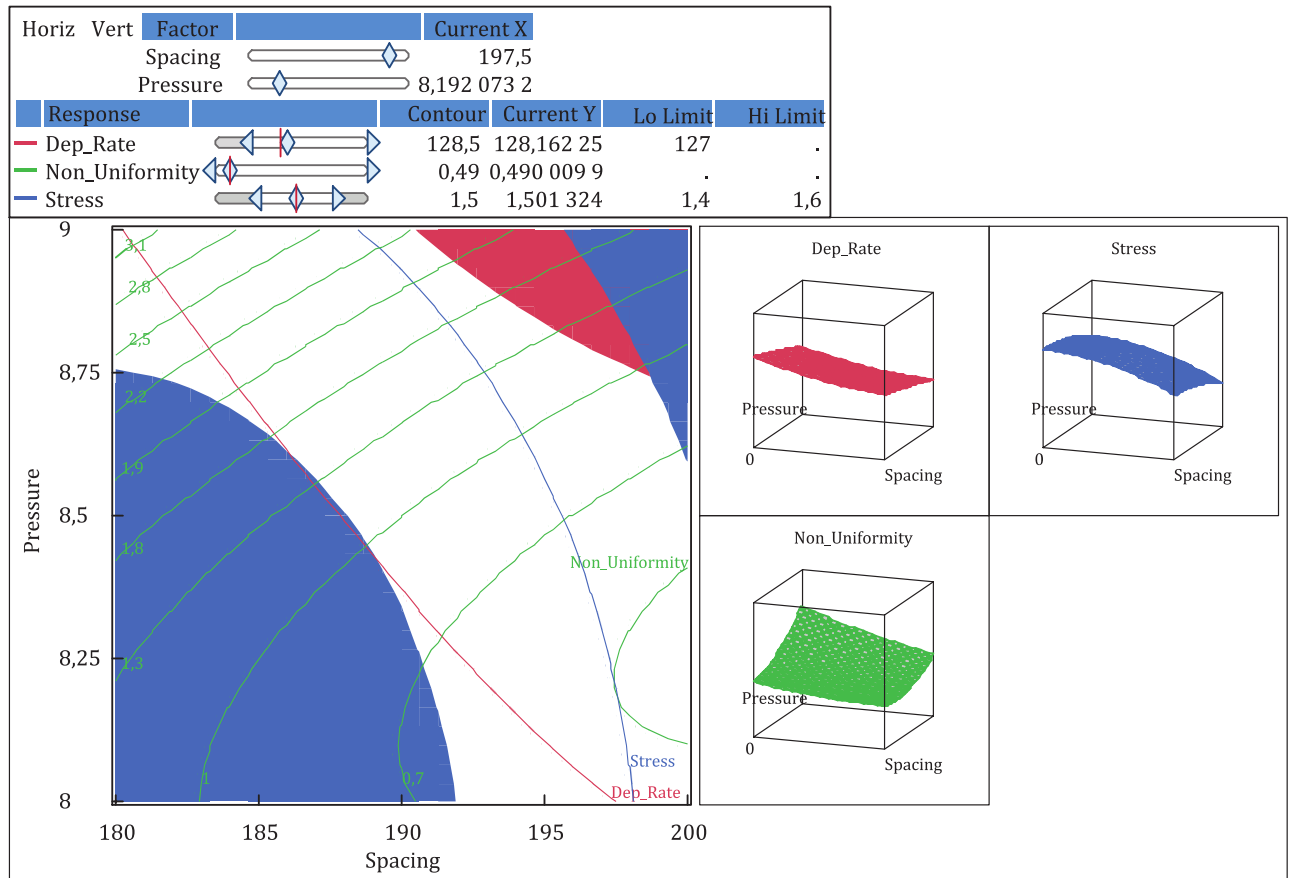 Horiz Vert Factor Current X
Spacing 197,5
Pressure 8,192 073 2
Response Contour Current Y Lo Limit Hi Limit
Dep_Rate 128,5 128,162 25 127 .
Non_Uniformity 0,49 0,490 009 9 . .
Stress 1,5 1,501 324 1,4 1,6
9
8,75
8,5
8,25
8
Pressure
3,1
2,8
2,5
2,2
1,9
1,8
1,3
1
0,7
Non_Uniformity
Stress
Dep_Rate
180 185 190 195 200
Spacing
Dep_Rate
Pressure
0
Spacing
Stress
Pressure
0
Spacing
Non_Uniformity
Pressure
0
Spacing